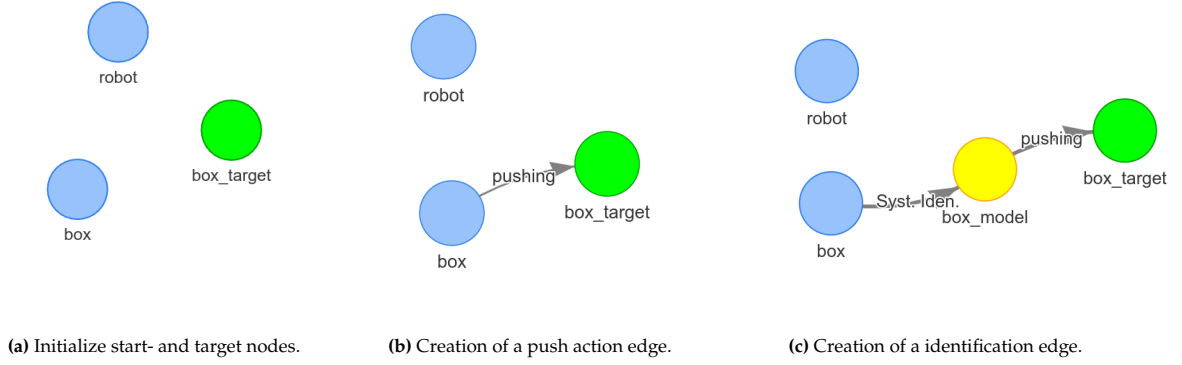 robot
box_target
box
robot
pushing
box_target
box
robot
pushing
box_target
Syst. Iden.
box_model
box
(a) Initialize start- and target nodes.
(b) Creation of a push action edge.
(c) Creation of a identification edge.